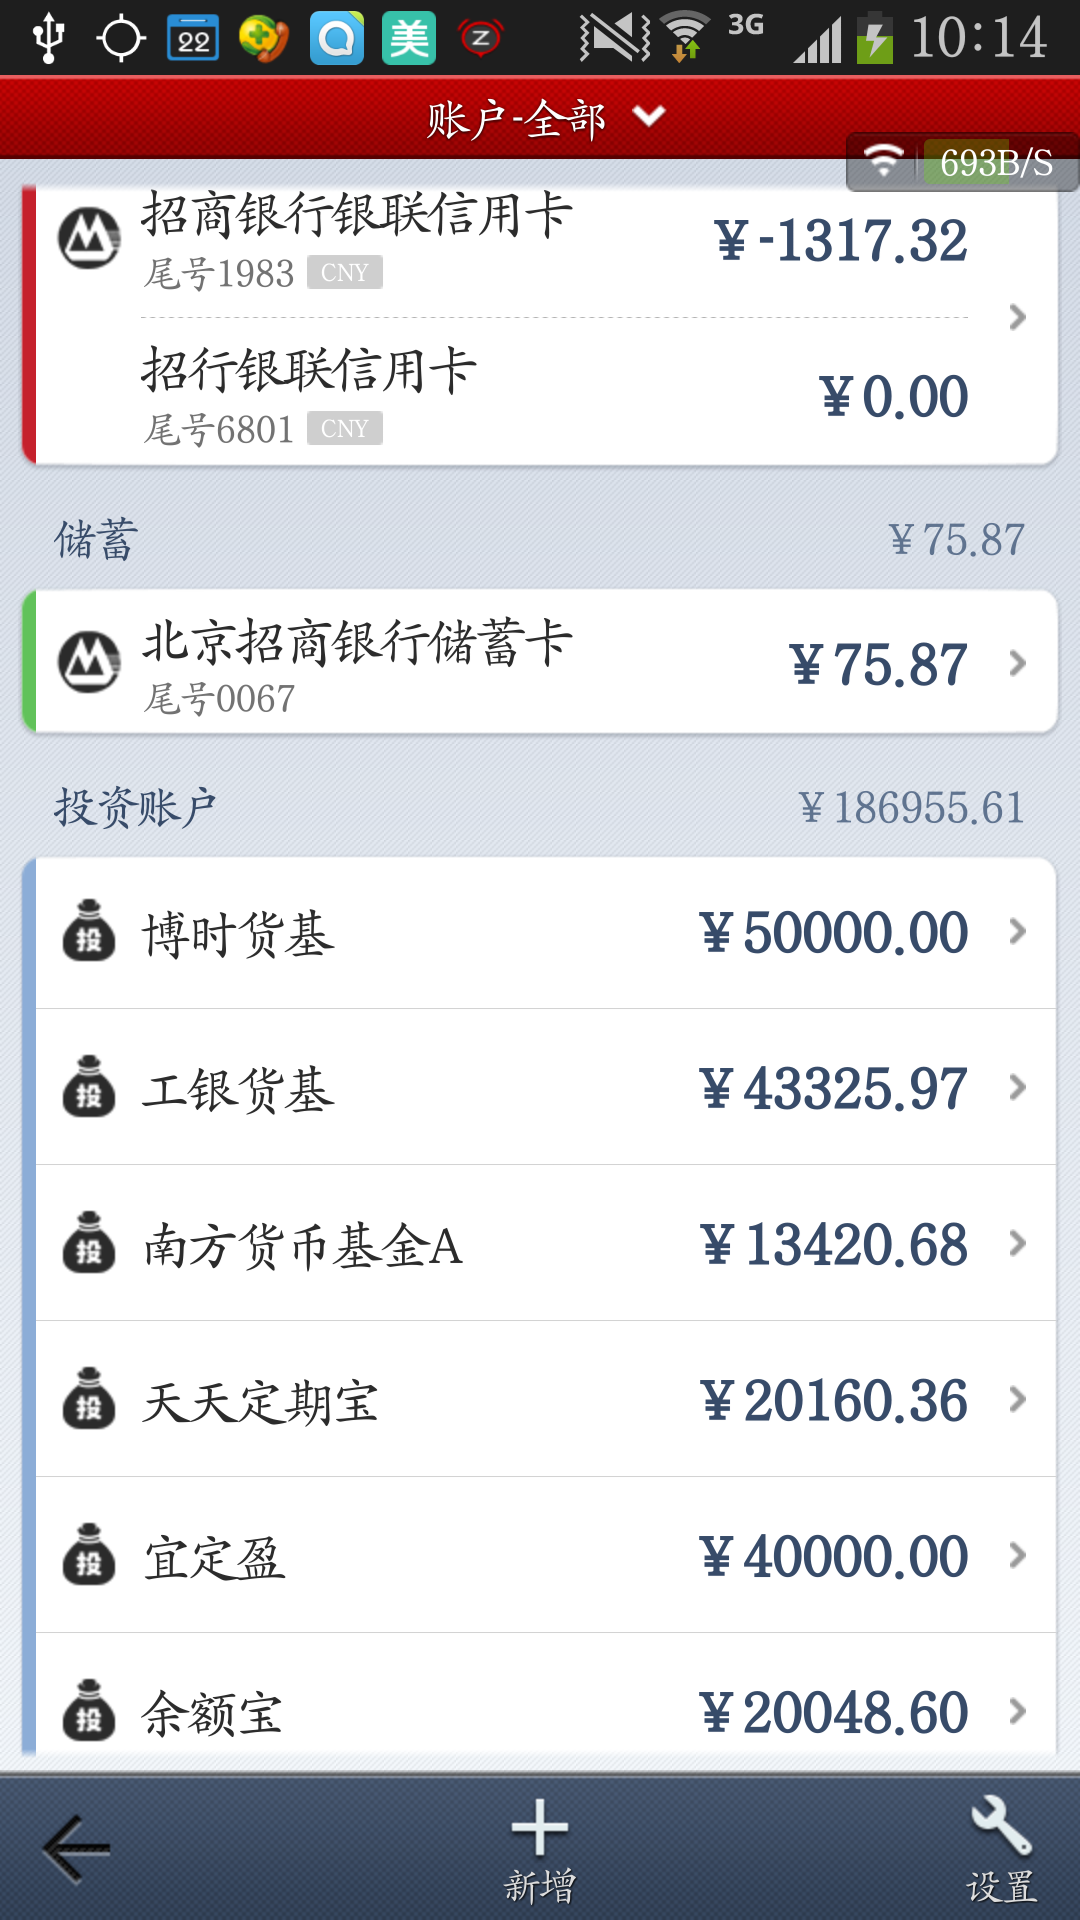 22 美 z 3G 10:14
账户-全部
693B/S
招商银行银联信用卡 ¥-1317.32
尾号1983 CNY
招行银联信用卡 ¥0.00
尾号6801 CNY
储蓄 ¥75.87
北京招商银行储蓄卡 ¥75.87
尾号0067
投资账户 ¥186955.61
投 博时货基 ¥50000.00
投 工银货基 ¥43325.97
投 南方货币基金A ¥13420.68
投 天天定期宝 ¥20160.36
投 宜定盈 ¥40000.00
投 余额宝 ¥20048.60
新增 设置